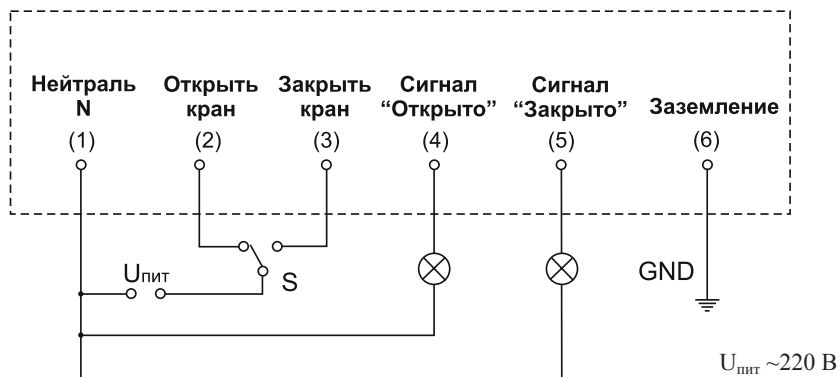 Нейтраль Открыть Закрыть Сигнал Сигнал Заземление
N кран кран “Открыто” “Закрыто”
(1) (2) (3) (4) (5) (6)
Uпит
S
GND
Uпит ~220 В